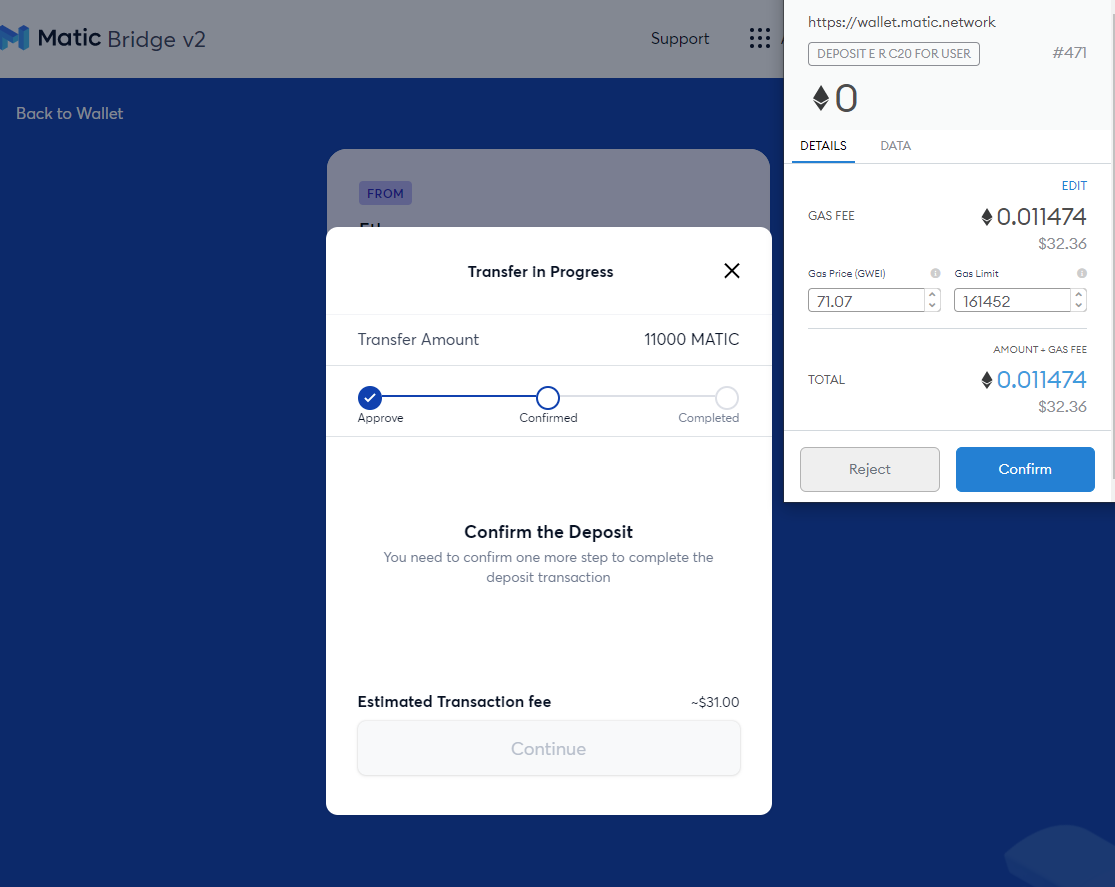 Matic Bridge v2
Support
Back to Wallet
FROM
Transfer in Progress
Transfer Amount 11000 MATIC
Approve Confirmed Completed
Confirm the Deposit
You need to confirm one more step to complete the
deposit transaction
Estimated Transaction fee ~$31.00
Continue
https://wallet.matic.network
DEPOSIT E R C20 FOR USER #471
0
DETAILS DATA
EDIT
GAS FEE 0.011474
$32.36
Gas Price (GWEI) Gas Limit
71.07 161452
AMOUNT + GAS FEE
TOTAL 0.011474
$32.36
Reject Confirm